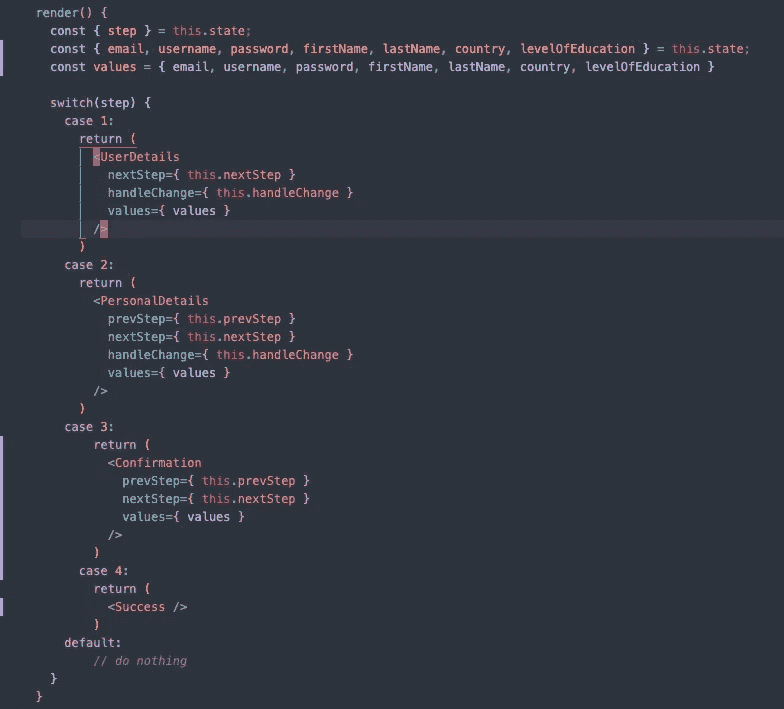 render() {
  const { step } = this.state;
  const { email, username, password, firstName, lastName, country, levelOfEducation } = this.state;
  const values = { email, username, password, firstName, lastName, country, levelOfEducation }

  switch(step) {
    case 1:
      return (
        <UserDetails
          nextStep={ this.nextStep }
          handleChange={ this.handleChange }
          values={ values }
        />
      )
    case 2:
      return (
        <PersonalDetails
          prevStep={ this.prevStep }
          nextStep={ this.nextStep }
          handleChange={ this.handleChange }
          values={ values }
        />
      )
    case 3:
        return (
          <Confirmation
            prevStep={ this.prevStep }
            nextStep={ this.nextStep }
            values={ values }
          />
        )
      case 4:
        return (
          <Success />
        )
    default:
        // do nothing
  }
}